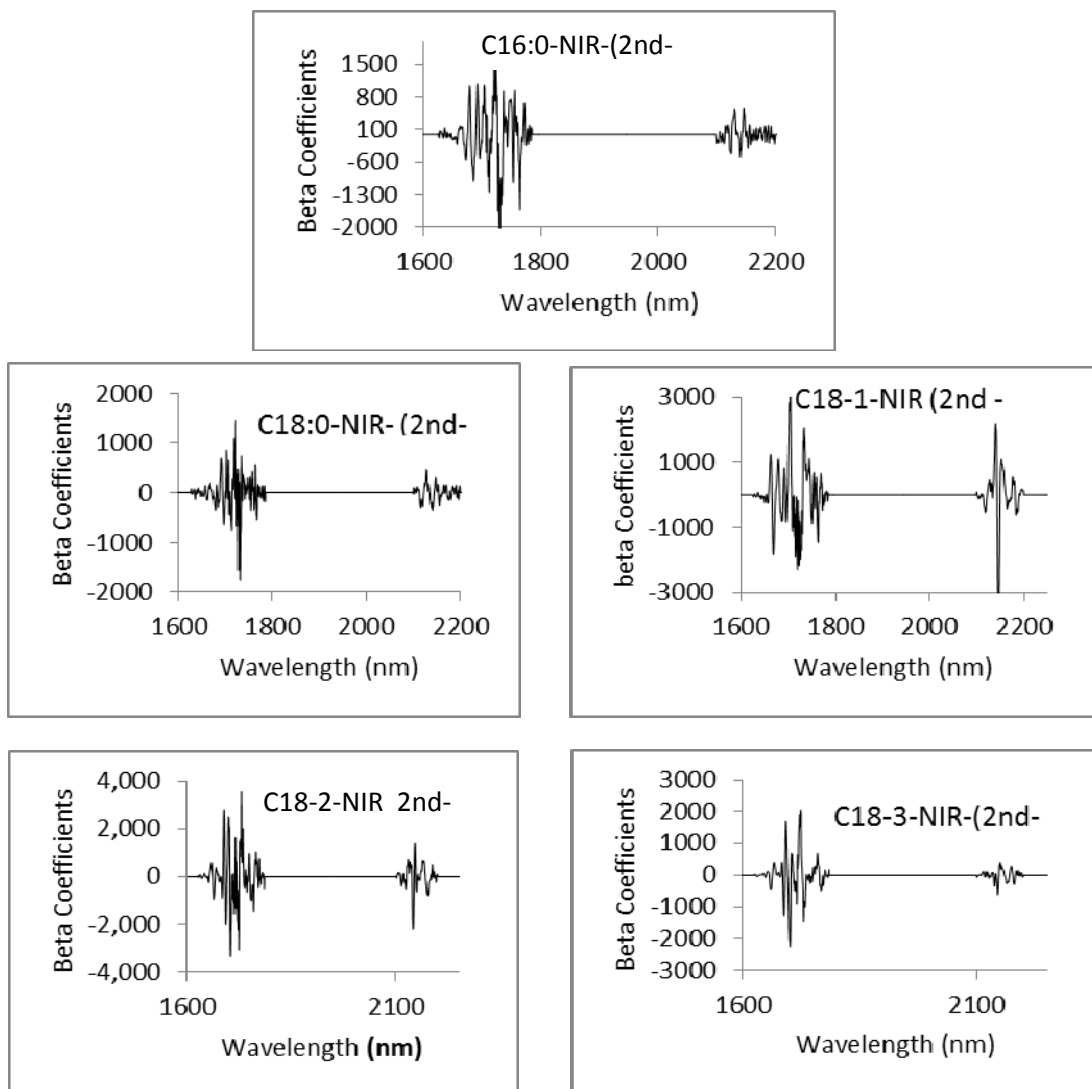 C16:0-NIR-(2nd-
Beta Coefficients
1500
800
100
-600
-1300
-2000
1600 1800 2000 2200
Wavelength (nm)
C18:0-NIR- (2nd-
Beta Coefficients
2000
1000
0
-1000
-2000
1600 1800 2000 2200
Wavelength (nm)
C18-1-NIR (2nd -
beta Coefficients
3000
1000
-1000
-3000
1600 1800 2000 2200
Wavelength (nm)
C18-2-NIR 2nd-
Beta Coefficients
4,000
2,000
0
-2,000
-4,000
1600 2100
Wavelength (nm)
C18-3-NIR-(2nd-
Beta Coefficients
3000
2000
1000
0
-1000
-2000
-3000
1600 2100
Wavelength (nm)